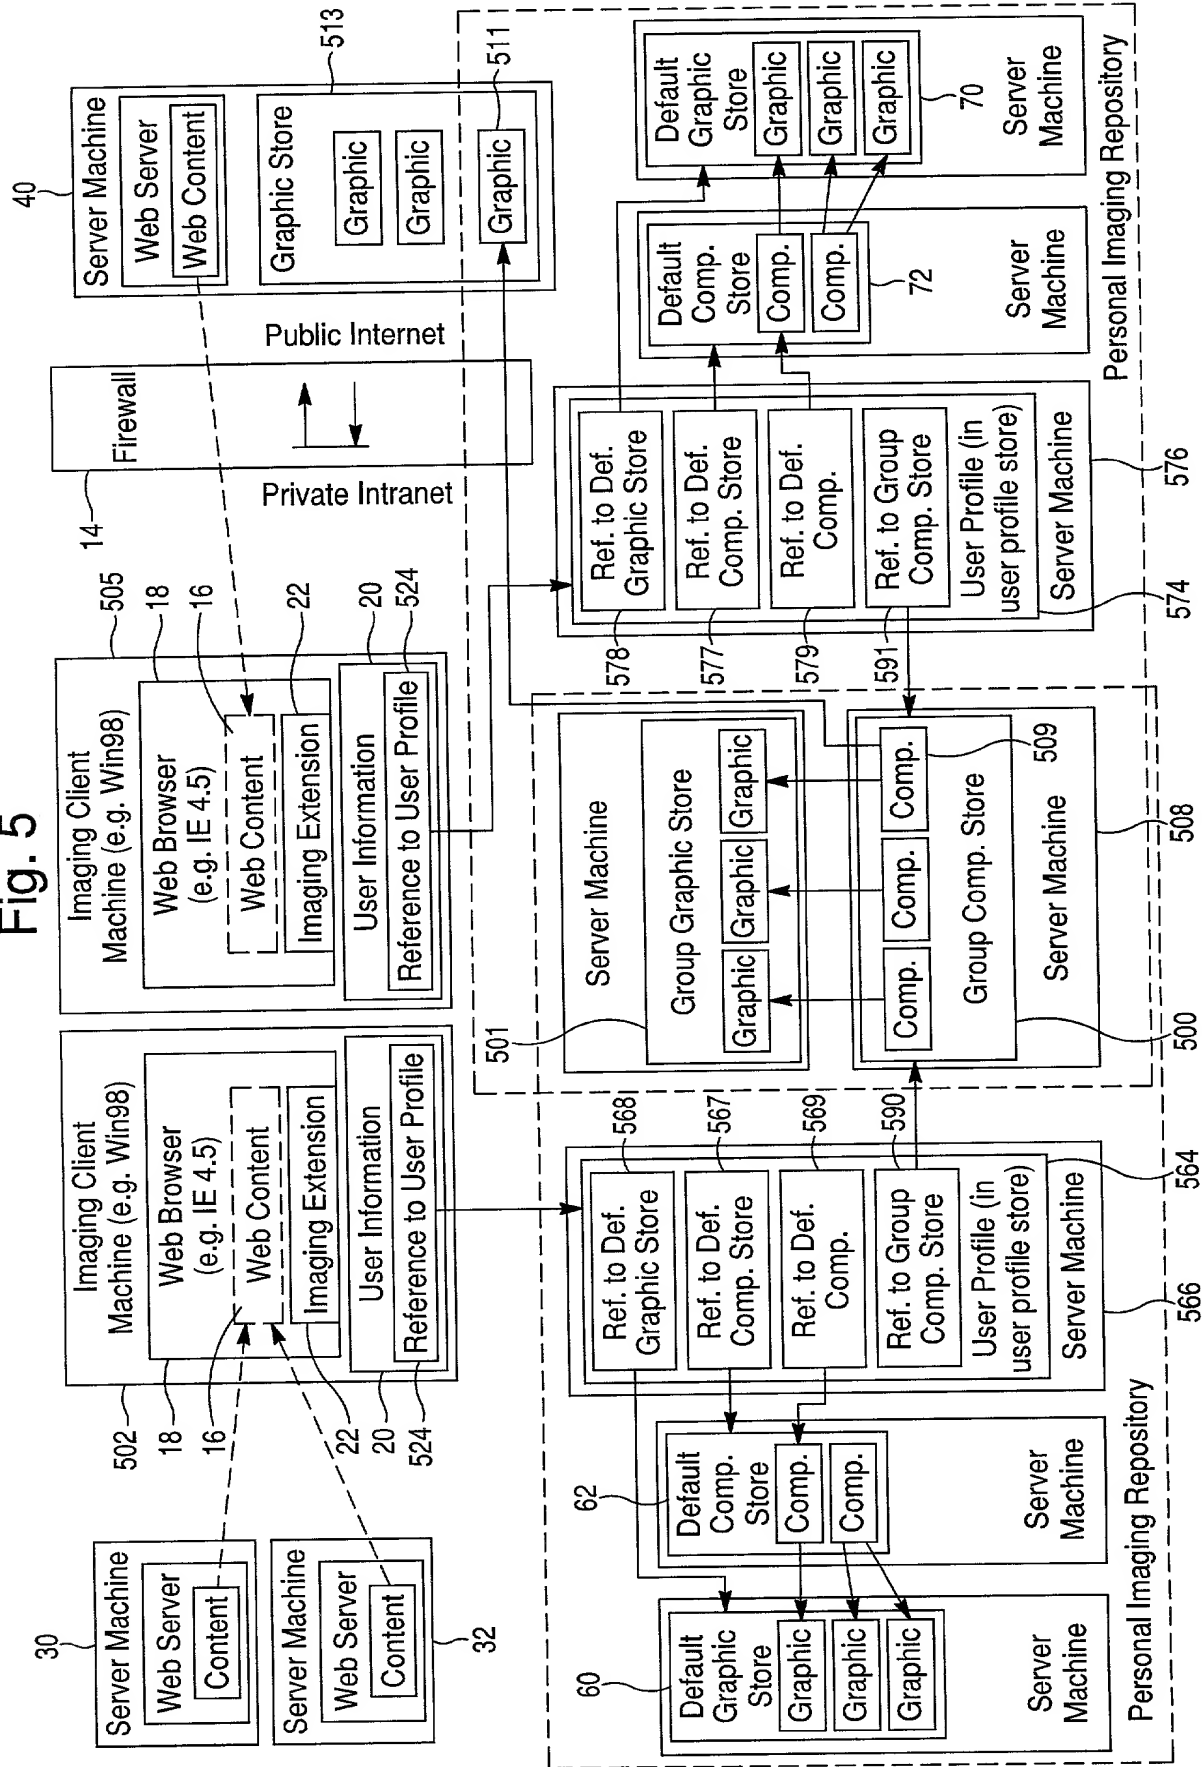 Fig. 5
30
Server Machine
Web Server
Content
Server Machine
Web Server
Content
32
502
18
16
22
20
524
Imaging Client
Machine (e.g. Win98)
Web Browser
(e.g. IE 4.5)
Web Content
Imaging Extension
User Information
Reference to User Profile
Imaging Client
Machine (e.g. Win98)
Web Browser
(e.g. IE 4.5)
Web Content
Imaging Extension
User Information
Reference to User Profile
505
18
16
22
20
524
14
Firewall
Private Intranet
Public Internet
40
Server Machine
Web Server
Web Content
Graphic Store
Graphic
Graphic
Graphic
513
511
60
Default
Graphic
Store
Graphic
Graphic
Graphic
Server
Machine
62
Default
Comp.
Store
Comp.
Comp.
Server
Machine
Personal Imaging Repository
Ref. to Def.
Graphic Store
Ref. to Def.
Comp. Store
Ref. to Def.
Comp.
Ref. to Group
Comp. Store
User Profile (in
user profile store)
Server Machine
568
567
569
590
564
566
501
Server Machine
Group Graphic Store
Graphic
Graphic
Graphic
Comp.
Comp.
Comp.
509
Group Comp. Store
Server Machine
500
508
578
577
579
591
Ref. to Def.
Graphic Store
Ref. to Def.
Comp. Store
Ref. to Def.
Comp.
Ref. to Group
Comp. Store
User Profile (in
user profile store)
Server Machine
574
576
Default
Comp.
Store
Comp.
Comp.
72
Server
Machine
Default
Graphic
Store
Graphic
Graphic
Graphic
70
Server
Machine
Personal Imaging Repository